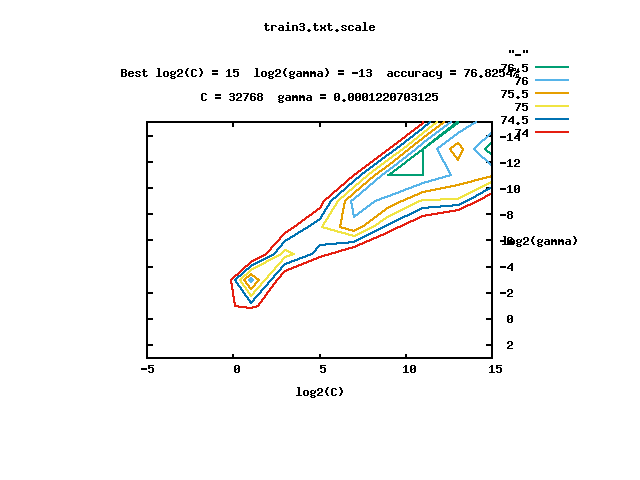 train3.txt.scale
"-"
Best log2(C) = 15 log2(gamma) = -13 accuracy = 76.8254%
76.5
76
C = 32768 gamma = 0.0001220703125
75.5
75
74.5
74
-14
-12
-10
-8
-6
log2(gamma)
-4
-2
0
2
-5 0 5 10 15
log2(C)